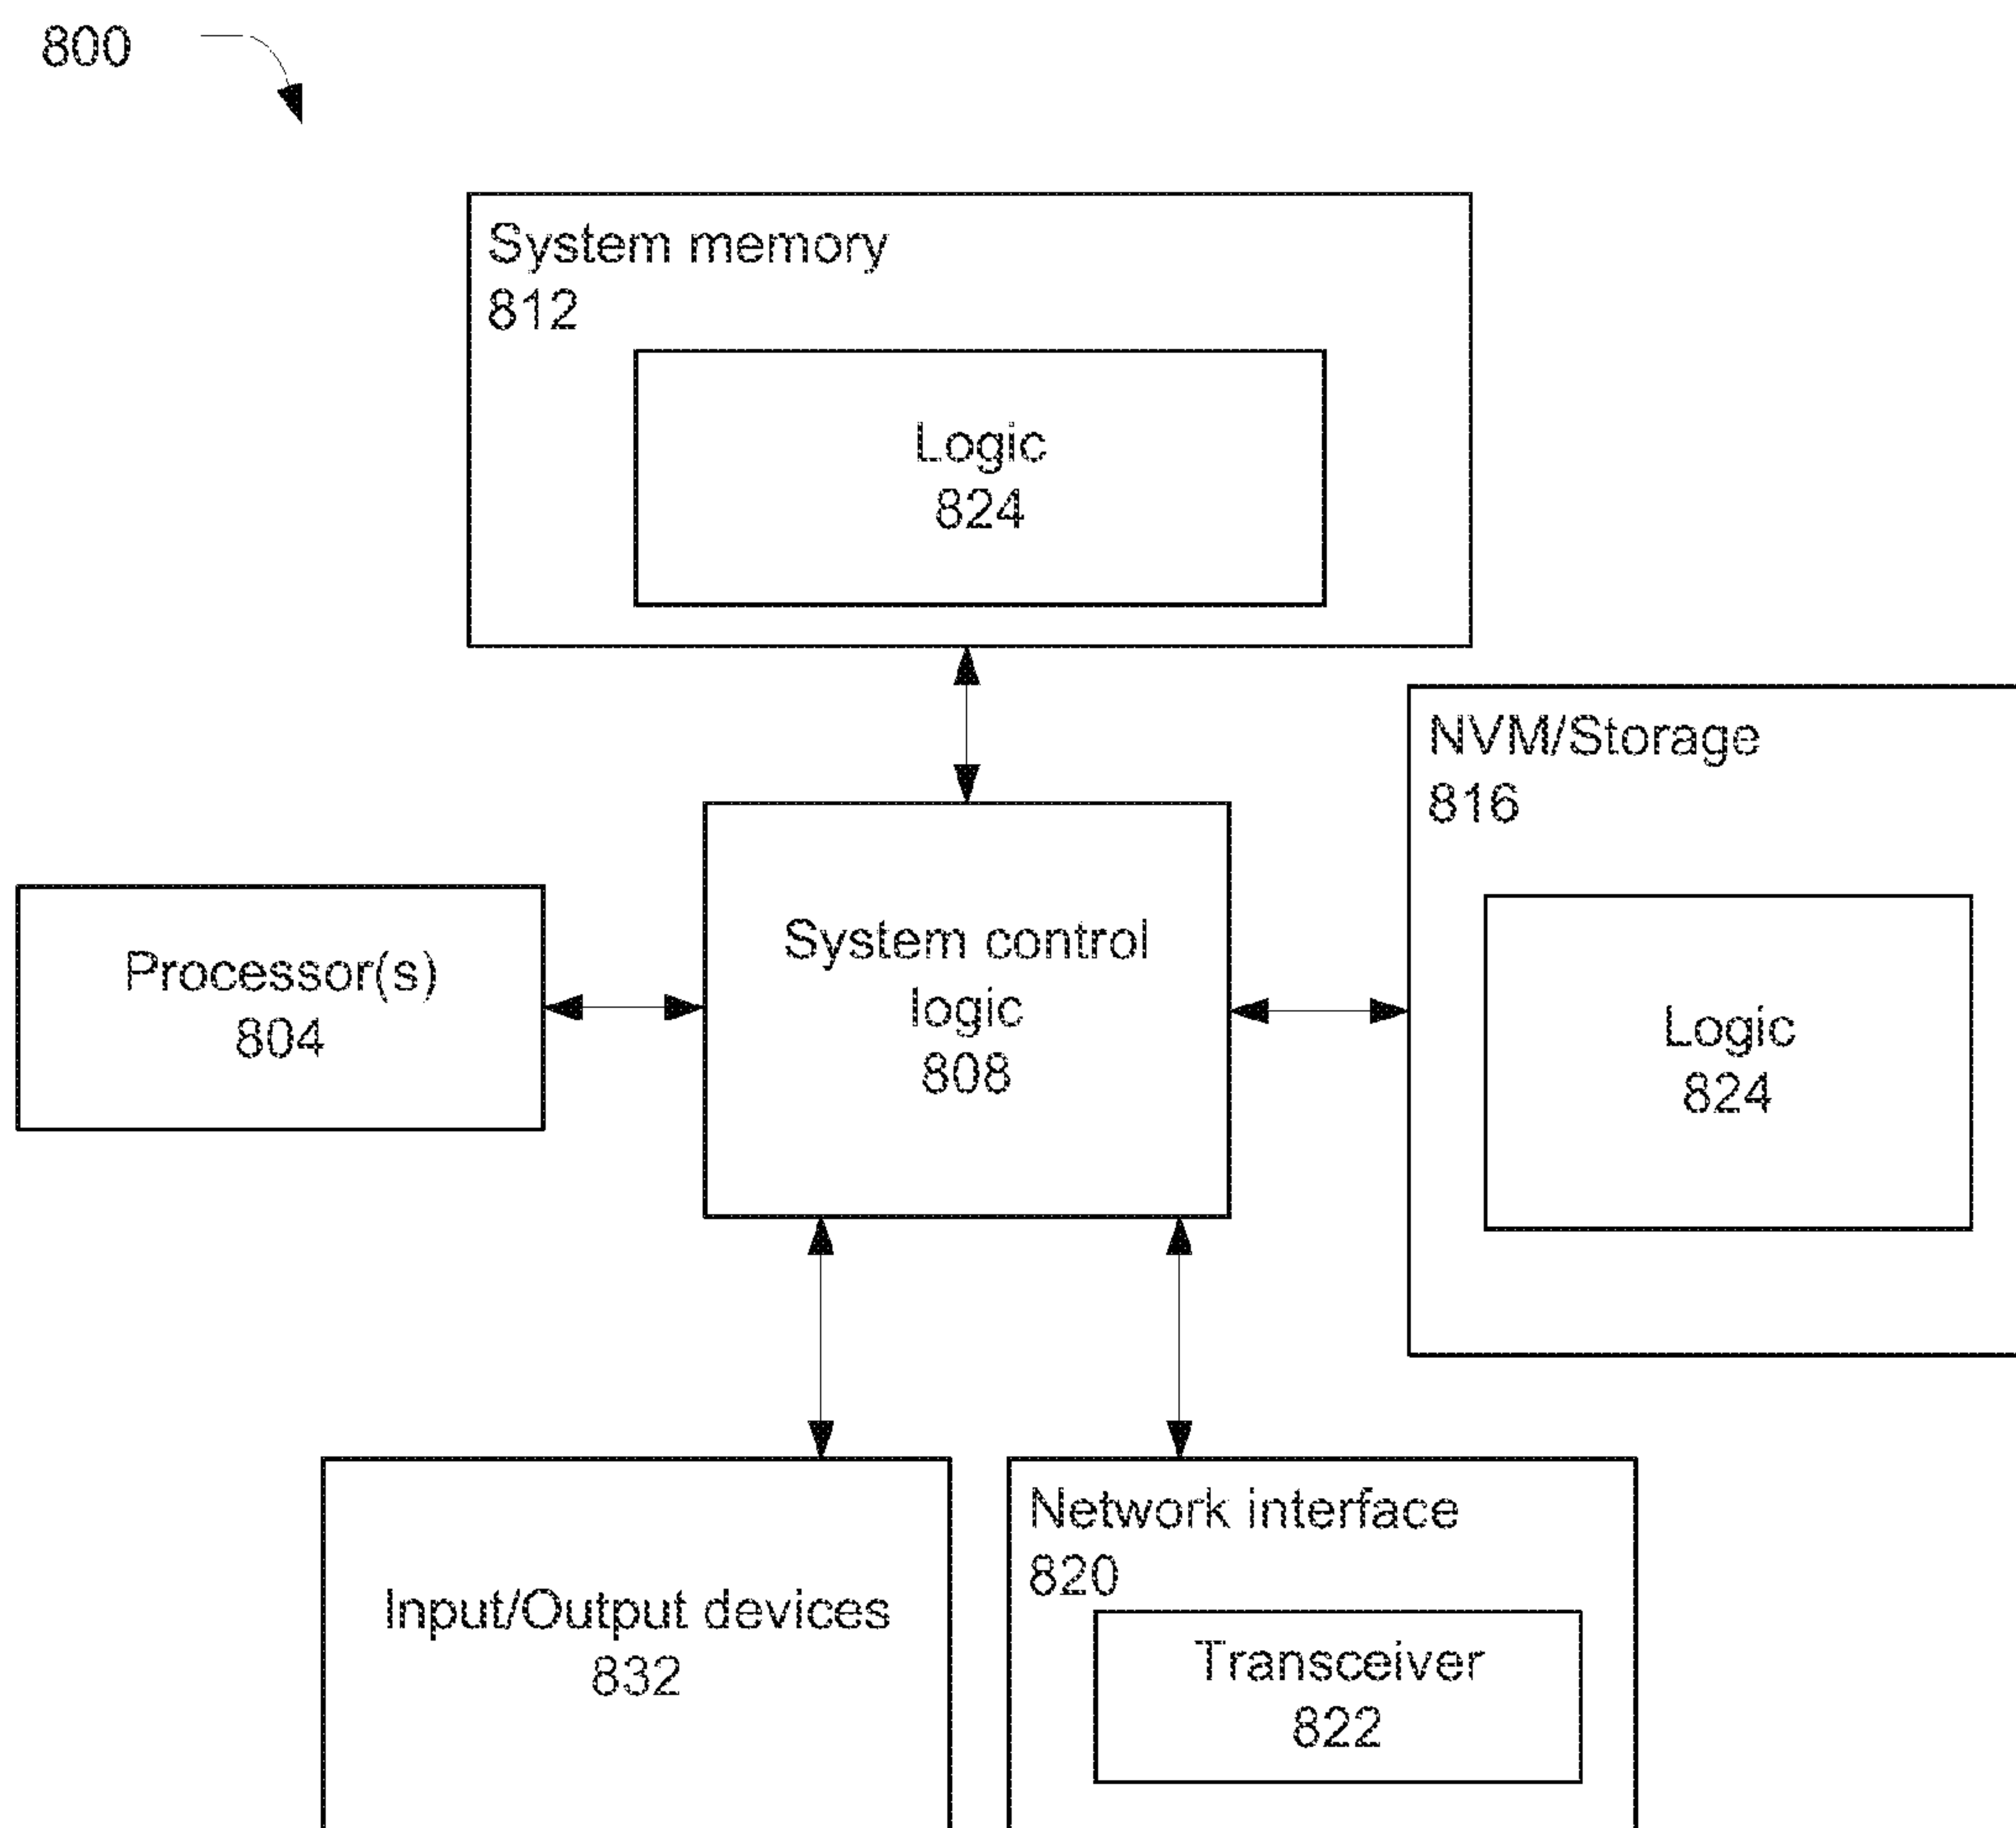 800
System memory
812
Logic
824
NVM/Storage
816
Processor(s)
804
System control
logic
808
Logic
824
Input/Output devices
832
Network interface
820
Transceiver
822